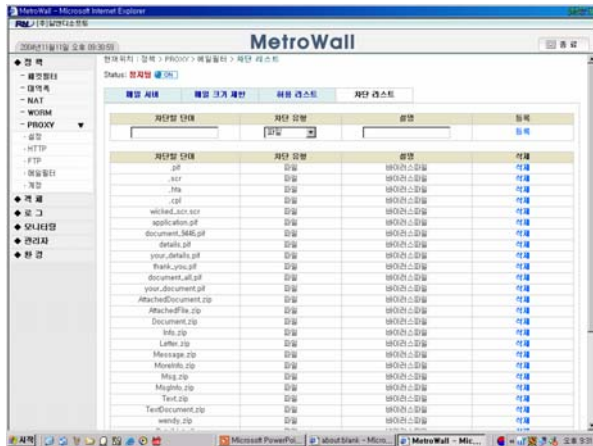 MetroWall - Microsoft Internet Explorer
MetroWall
2004년11월11일 오전 09:30:59
종 료
현재위치 : 정책 > PROXY > 메일필터 > 차단 리스트
Status: 정지됨 ON
메일 서버 메일 크기 제한 허용 리스트 차단 리스트
◆ 정 책
- 패킷필터
- 대역폭
- NAT
- WORM
- PROXY ▼
- 설정
- HTTP
- FTP
- 메일필터
- 계정
◆ 객 체
◆ 로 그
◆ 모니터링
◆ 관리자
◆ 환 경
차단할 단어 차단 유형 설명 등록
파일 등록
차단할 단어 차단 유형 설명 삭제
.pif 파일 바이러스파일 삭제
.scr 파일 바이러스파일 삭제
.hta 파일 바이러스파일 삭제
.cpl 파일 바이러스파일 삭제
wicked_scr.scr 파일 바이러스파일 삭제
application.pif 파일 바이러스파일 삭제
document_9446.pif 파일 바이러스파일 삭제
details.pif 파일 바이러스파일 삭제
your_details.pif 파일 바이러스파일 삭제
thank_you.pif 파일 바이러스파일 삭제
document_all.pif 파일 바이러스파일 삭제
your_document.pif 파일 바이러스파일 삭제
AttachedDocument.zip 파일 바이러스파일 삭제
AttachedFile.zip 파일 바이러스파일 삭제
Document.zip 파일 바이러스파일 삭제
Info.zip 파일 바이러스파일 삭제
Letter.zip 파일 바이러스파일 삭제
Message.zip 파일 바이러스파일 삭제
MoreInfo.zip 파일 바이러스파일 삭제
Msg.zip 파일 바이러스파일 삭제
MsgInfo.zip 파일 바이러스파일 삭제
Text.zip 파일 바이러스파일 삭제
TextDocument.zip 파일 바이러스파일 삭제
wendy.zip 파일 바이러스파일 삭제
시작 Microsoft PowerPoi... about:blank - Micros... MetroWall - Mic... 오전 9:31